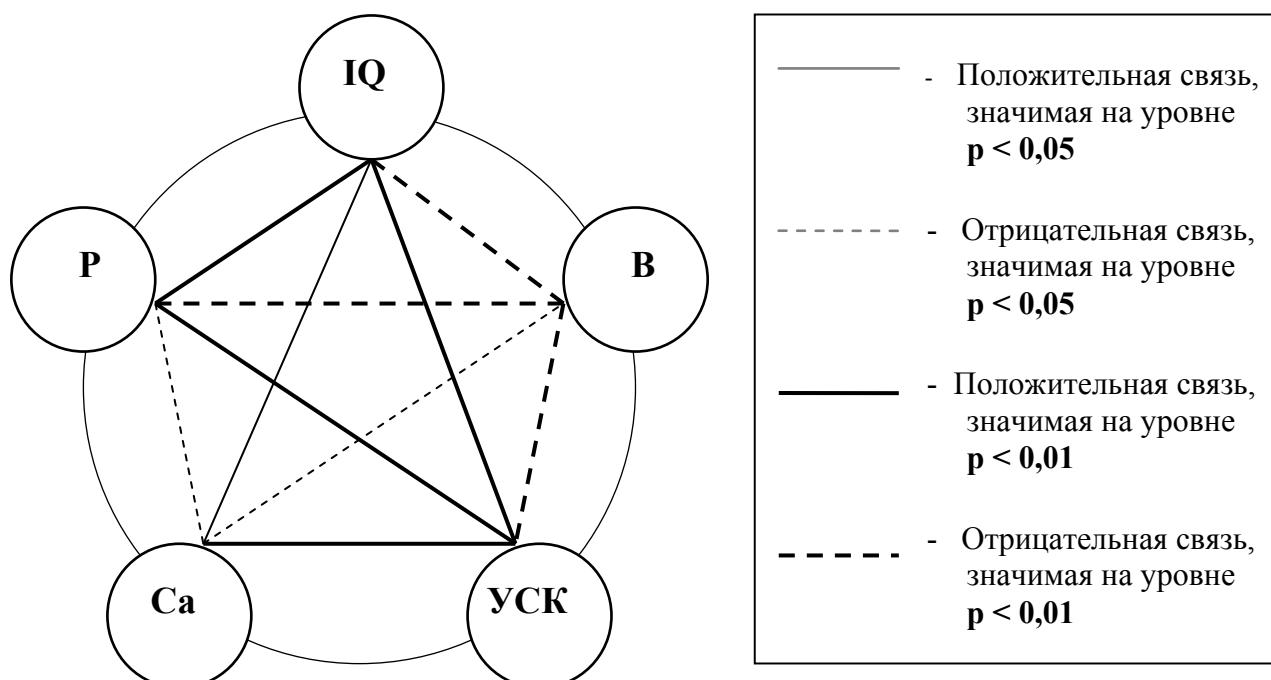 IQ
Р
В
Са
УСК
- Положительная связь,
значимая на уровне
p < 0,05
- Отрицательная связь,
значимая на уровне
p < 0,05
- Положительная связь,
значимая на уровне
p < 0,01
- Отрицательная связь,
значимая на уровне
p < 0,01